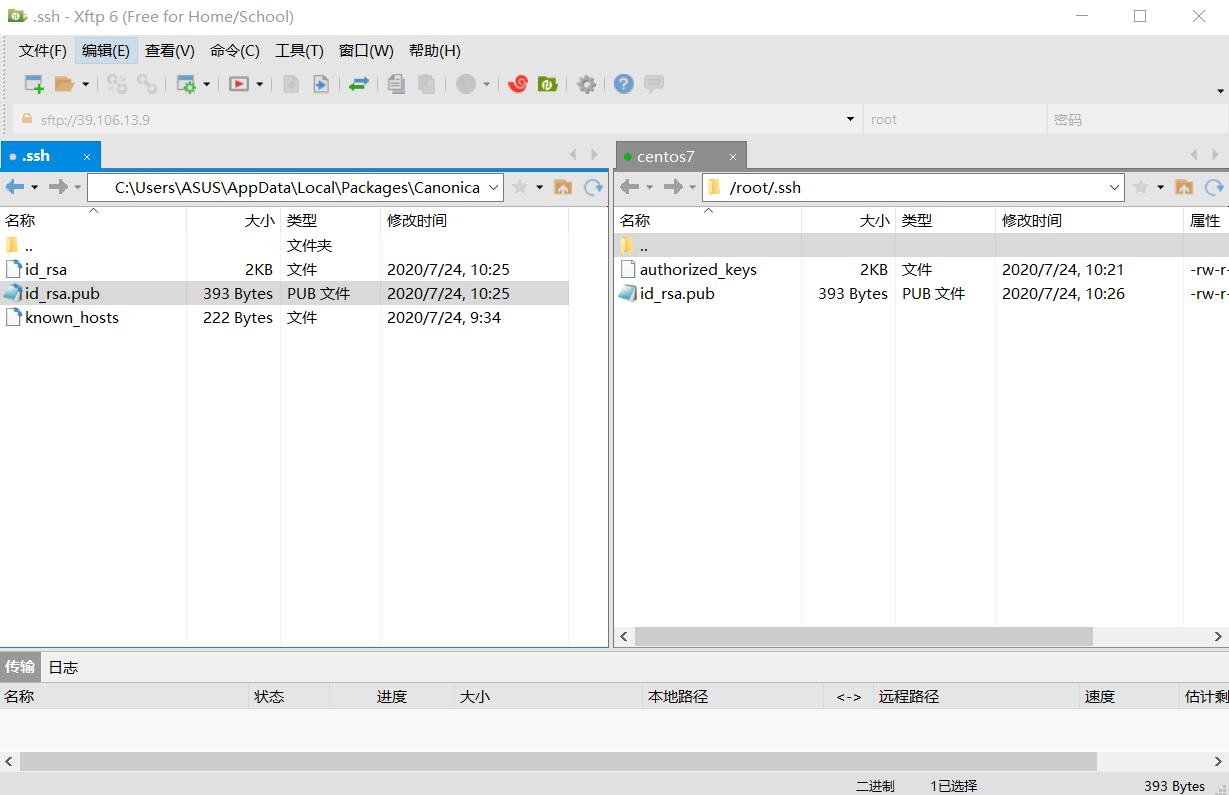 .ssh - Xftp 6 (Free for Home/School)
文件(F) 编辑(E) 查看(V) 命令(C) 工具(T) 窗口(W) 帮助(H)
sftp://39.106.13.9 root 密码
.ssh ×
C:\Users\ASUS\AppData\Local\Packages\Canonica
名称 大小 类型 修改时间
.. 文件夹
id_rsa 2KB 文件 2020/7/24, 10:25
id_rsa.pub 393 Bytes PUB 文件 2020/7/24, 10:25
known_hosts 222 Bytes 文件 2020/7/24, 9:34
centos7 ×
/root/.ssh
名称 大小 类型 修改时间 属性
..
authorized_keys 2KB 文件 2020/7/24, 10:21 -rw-r-
id_rsa.pub 393 Bytes PUB 文件 2020/7/24, 10:26 -rw-r-
传输 日志
名称 状态 进度 大小 本地路径 <-> 远程路径 速度 估计剩
二进制 1已选择 393 Bytes